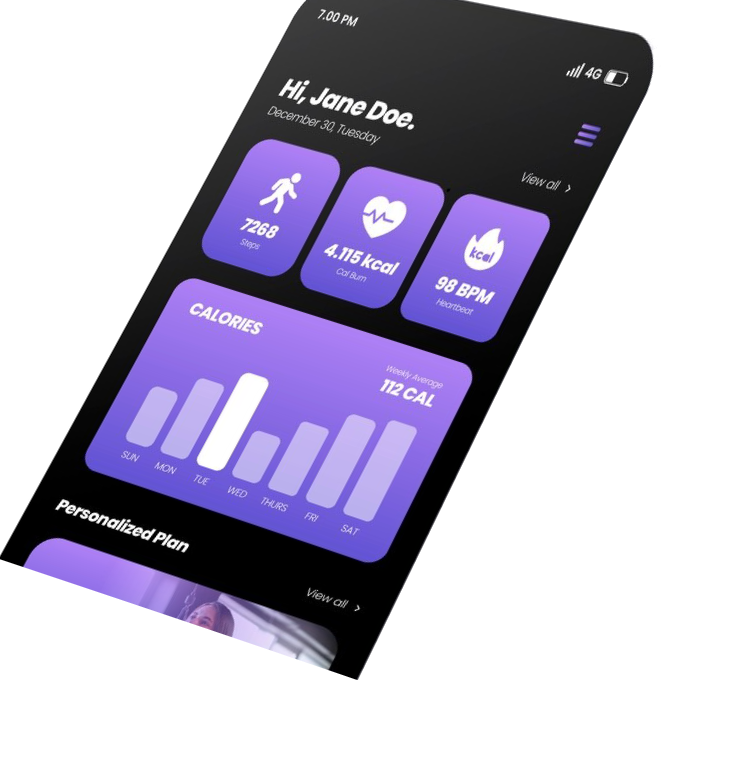 7.00 PM
4G
Hi, Jane Doe.
December 30, Tuesday
View all >
7268
Steps
4.115 kcal
Cal Burn
kcal
98 BPM
Heartbeat
CALORIES
Weekly Average
112 CAL
SUN MON TUE WED THURS FRI SAT
Personalized Plan
View all >